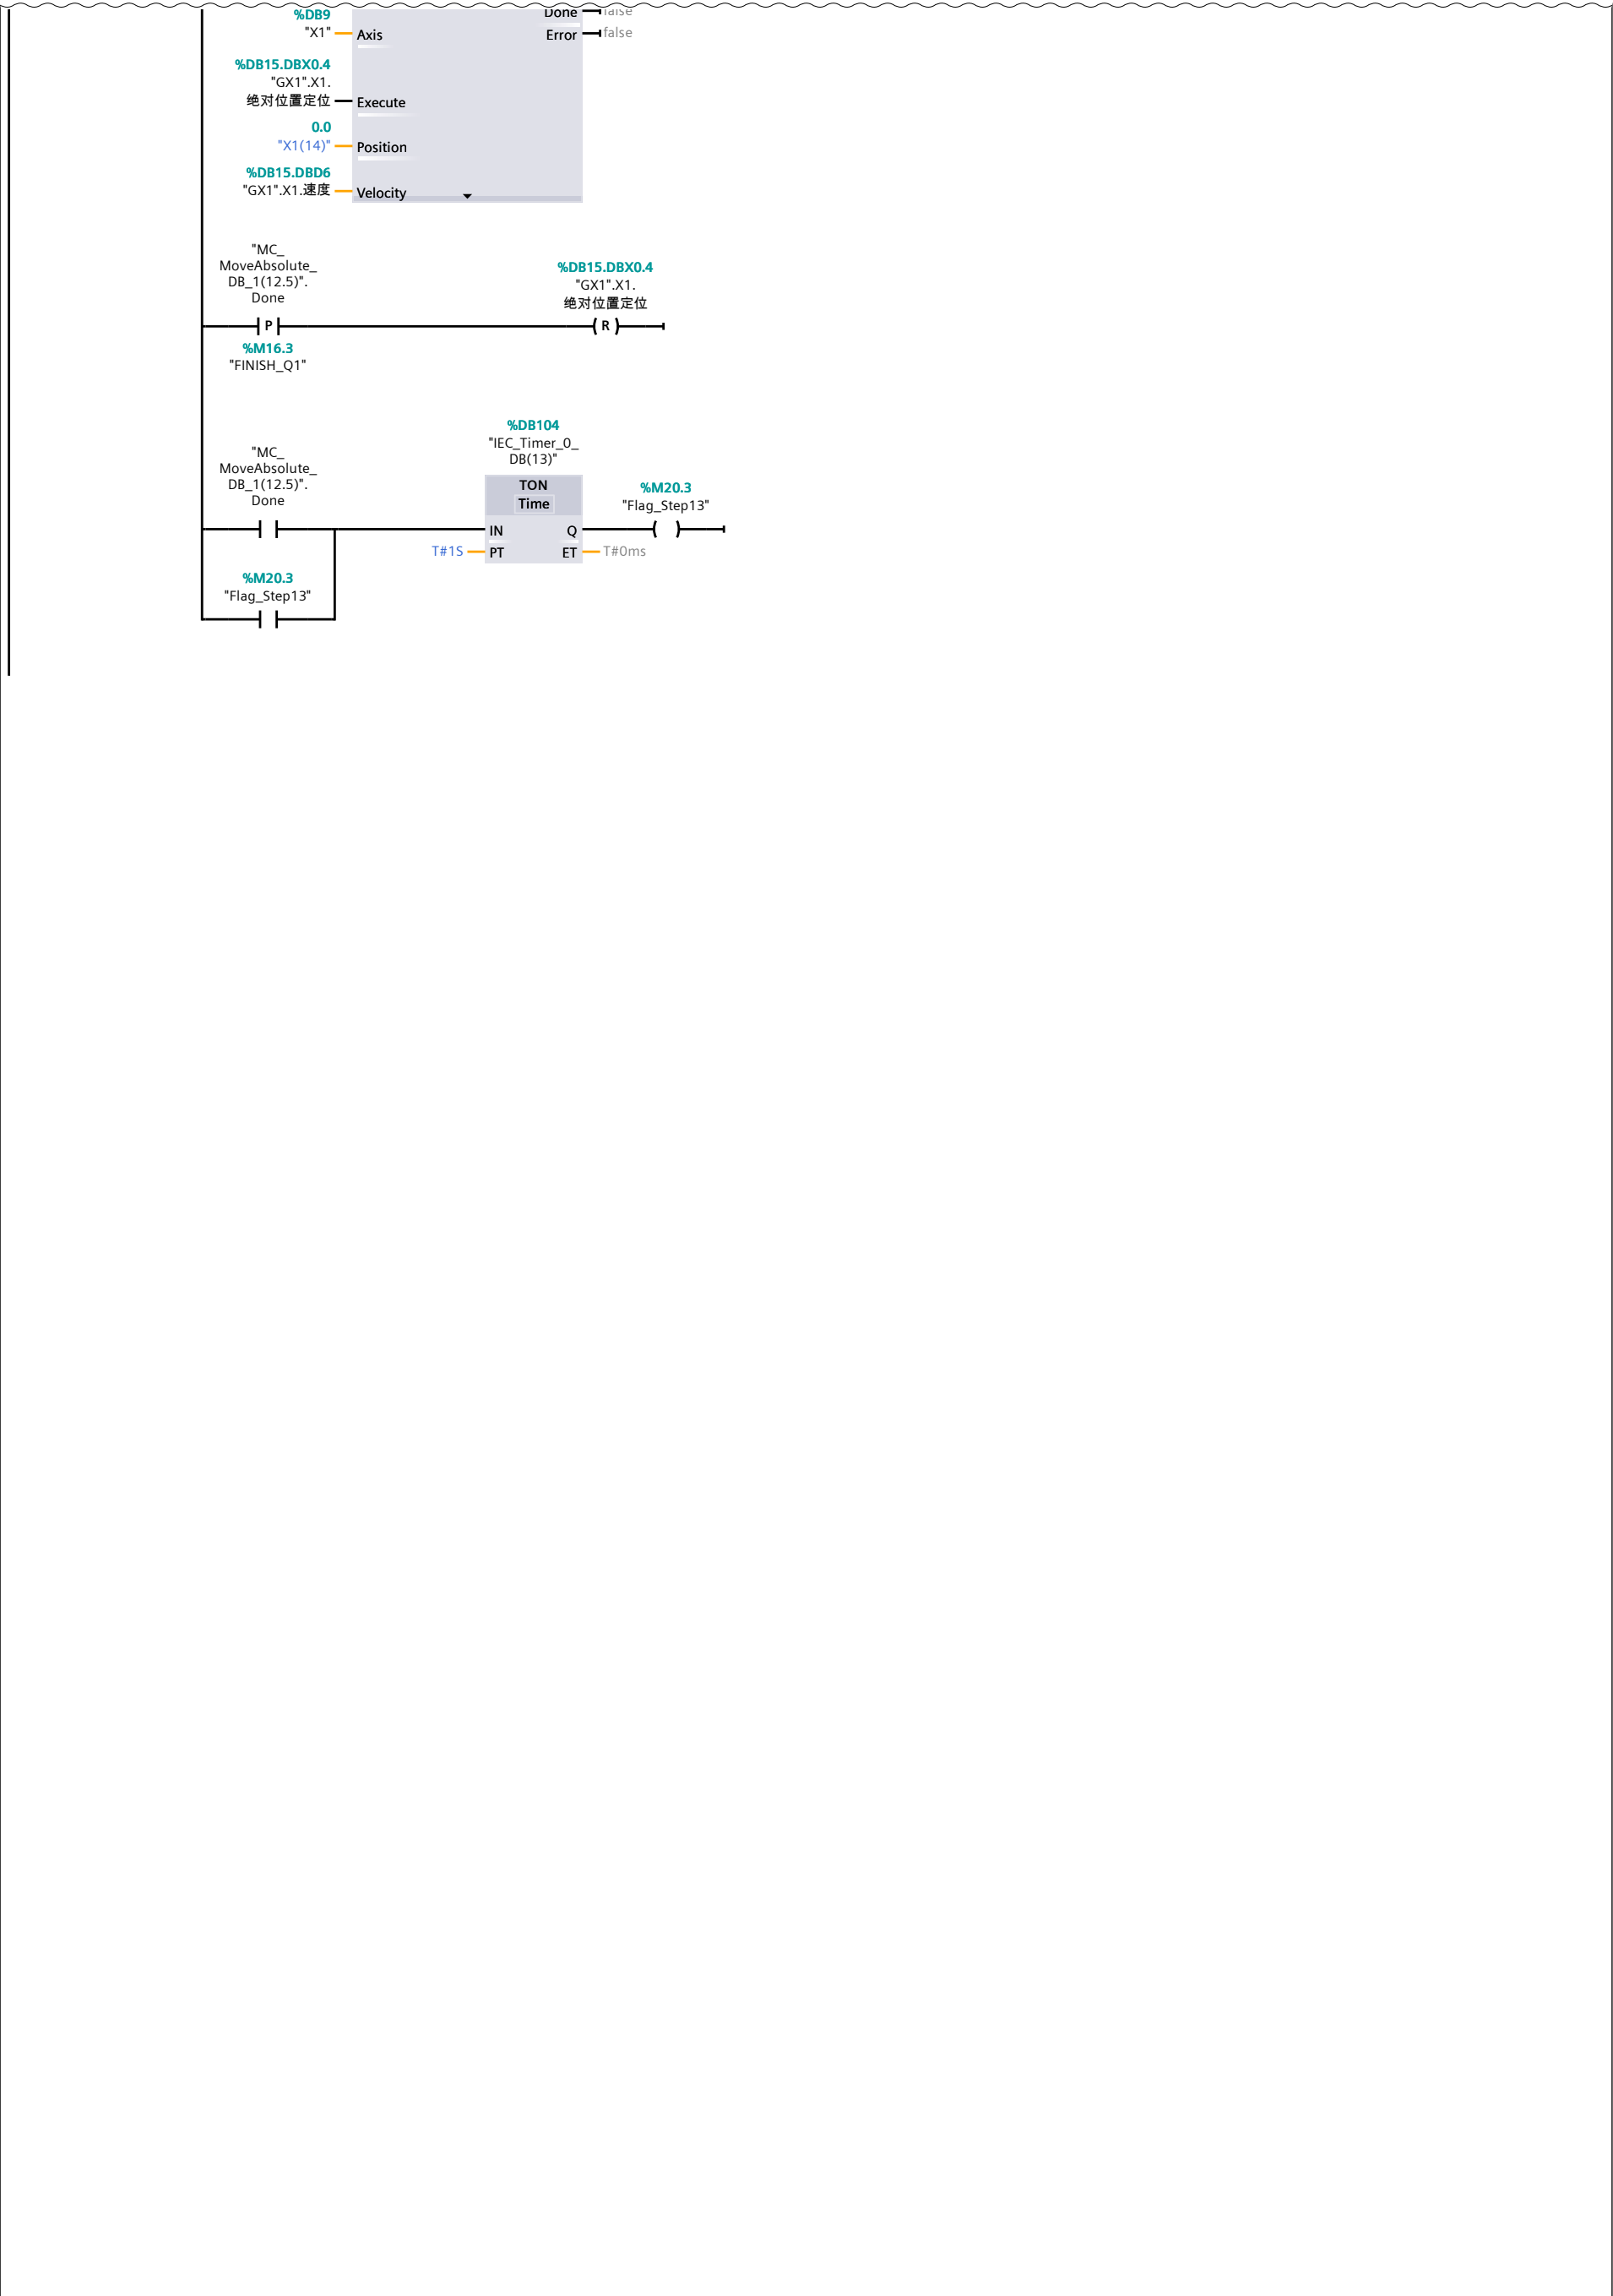 %DB9
"X1"
Axis
Done
false
Error
false
%DB15.DBX0.4
"GX1".X1.
绝对位置定位
Execute
0.0
"X1(14)"
Position
%DB15.DBD6
"GX1".X1.速度
Velocity
"MC_
MoveAbsolute_
DB_1(12.5)".
Done
P
%M16.3
"FINISH_Q1"
%DB15.DBX0.4
"GX1".X1.
绝对位置定位
R
"MC_
MoveAbsolute_
DB_1(12.5)".
Done
%DB104
"IEC_Timer_0_
DB(13)"
TON
Time
IN
Q
T#1S
PT
ET
T#0ms
%M20.3
"Flag_Step13"
%M20.3
"Flag_Step13"